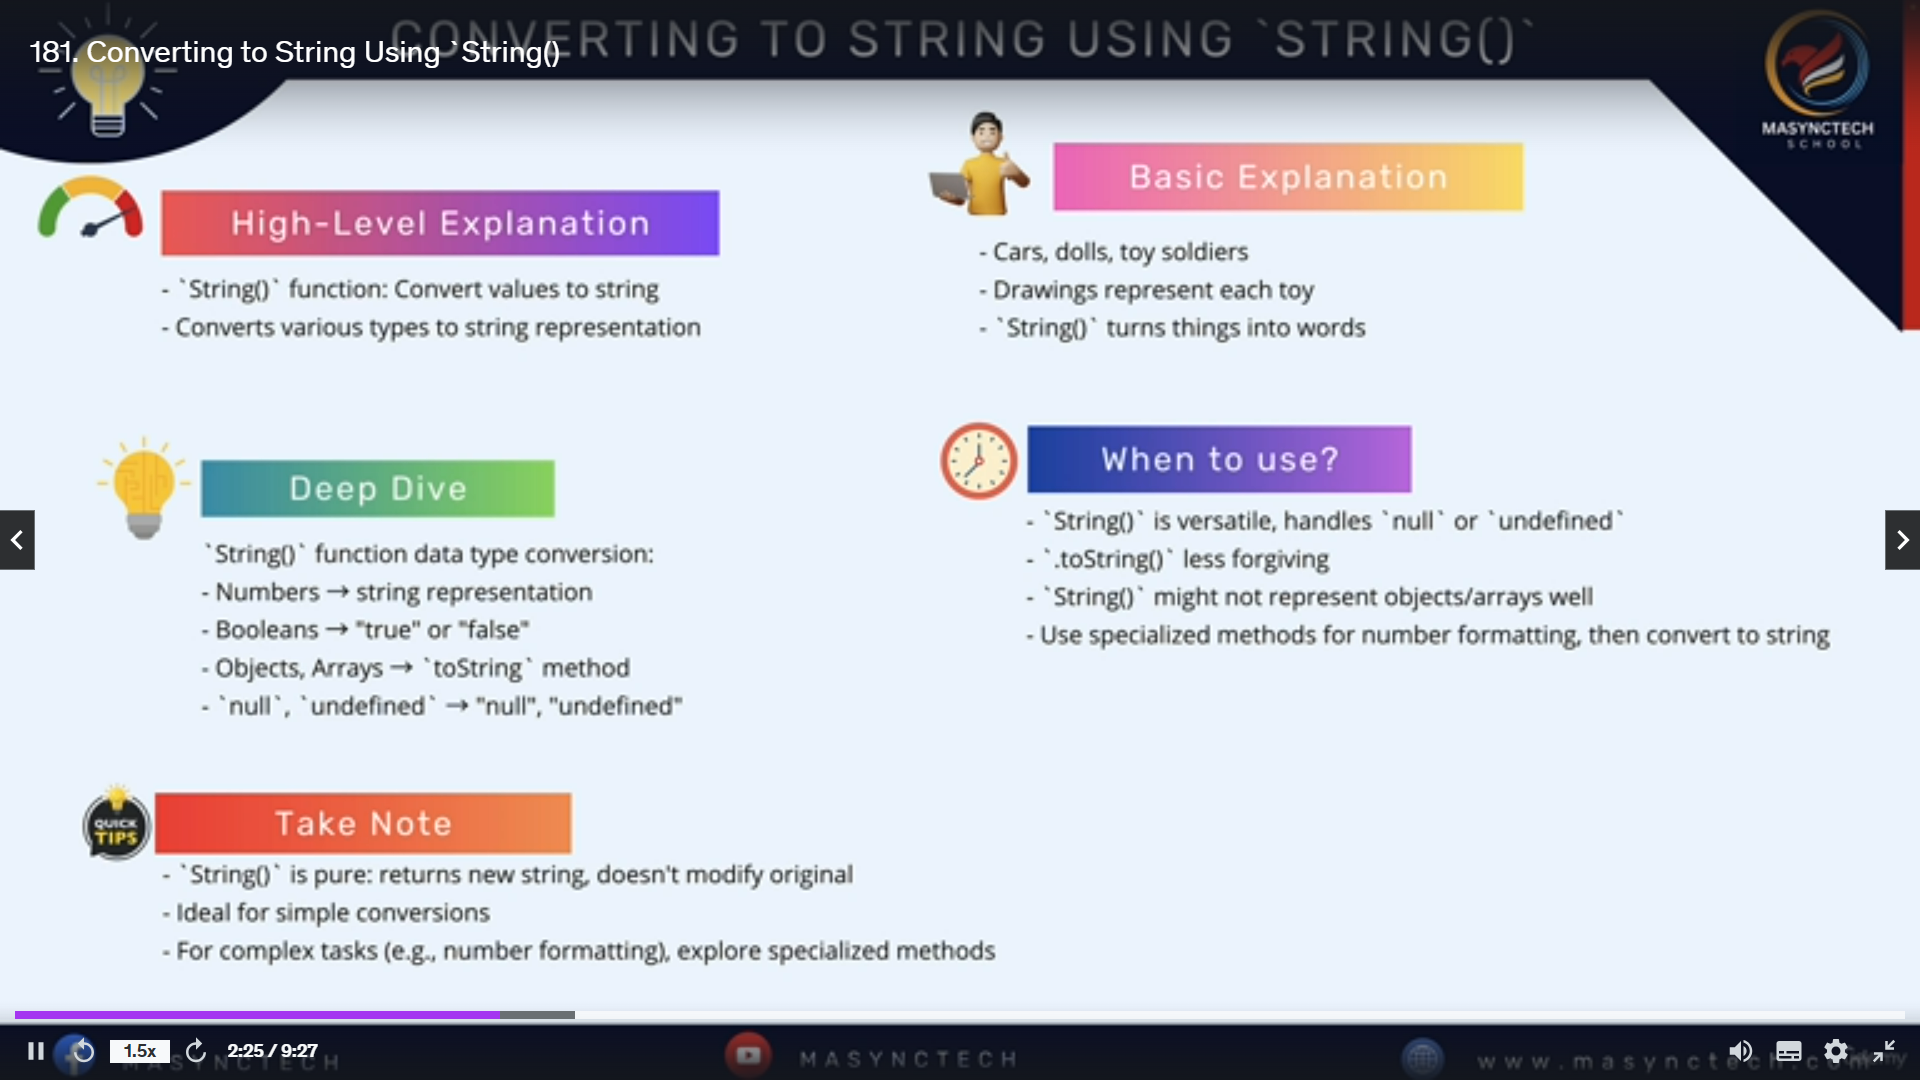 CONVERTING TO STRING USING `STRING()`
181. Converting to String Using `String()
MASYNCTECH
SCHOOL
High-Level Explanation
- `String()` function: Convert values to string
- Converts various types to string representation
Basic Explanation
- Cars, dolls, toy soldiers
- Drawings represent each toy
- `String()` turns things into words
Deep Dive
`String()` function data type conversion:
- Numbers → string representation
- Booleans → "true" or "false"
- Objects, Arrays → `toString` method
- `null`, `undefined` → "null", "undefined"
When to use?
- `String()` is versatile, handles `null` or `undefined`
- `.toString()` less forgiving
- `String()` might not represent objects/arrays well
- Use specialized methods for number formatting, then convert to string
QUICK
TIPS
Take Note
- `String()` is pure: returns new string, doesn't modify original
- Ideal for simple conversions
- For complex tasks (e.g., number formatting), explore specialized methods
1.5x
2:25 / 9:27
MASYNCTECH
MASYNCTECH
www.masynctech.com